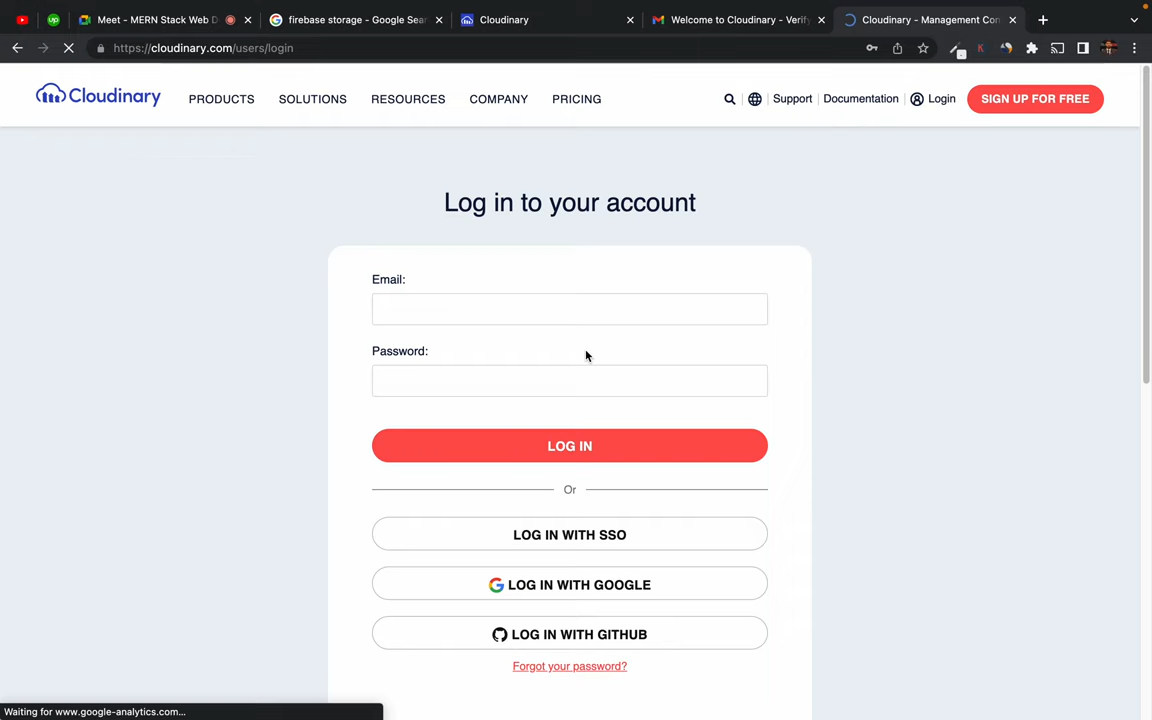 Meet - MERN Stack Web D
firebase storage - Google Sear
Cloudinary
Welcome to Cloudinary - Verify
Cloudinary - Management Con
https://cloudinary.com/users/login
Cloudinary
PRODUCTS
SOLUTIONS
RESOURCES
COMPANY
PRICING
Support
Documentation
Login
SIGN UP FOR FREE
Log in to your account
Email:
Password:
LOG IN
Or
LOG IN WITH SSO
LOG IN WITH GOOGLE
LOG IN WITH GITHUB
Forgot your password?
Waiting for www.google-analytics.com...